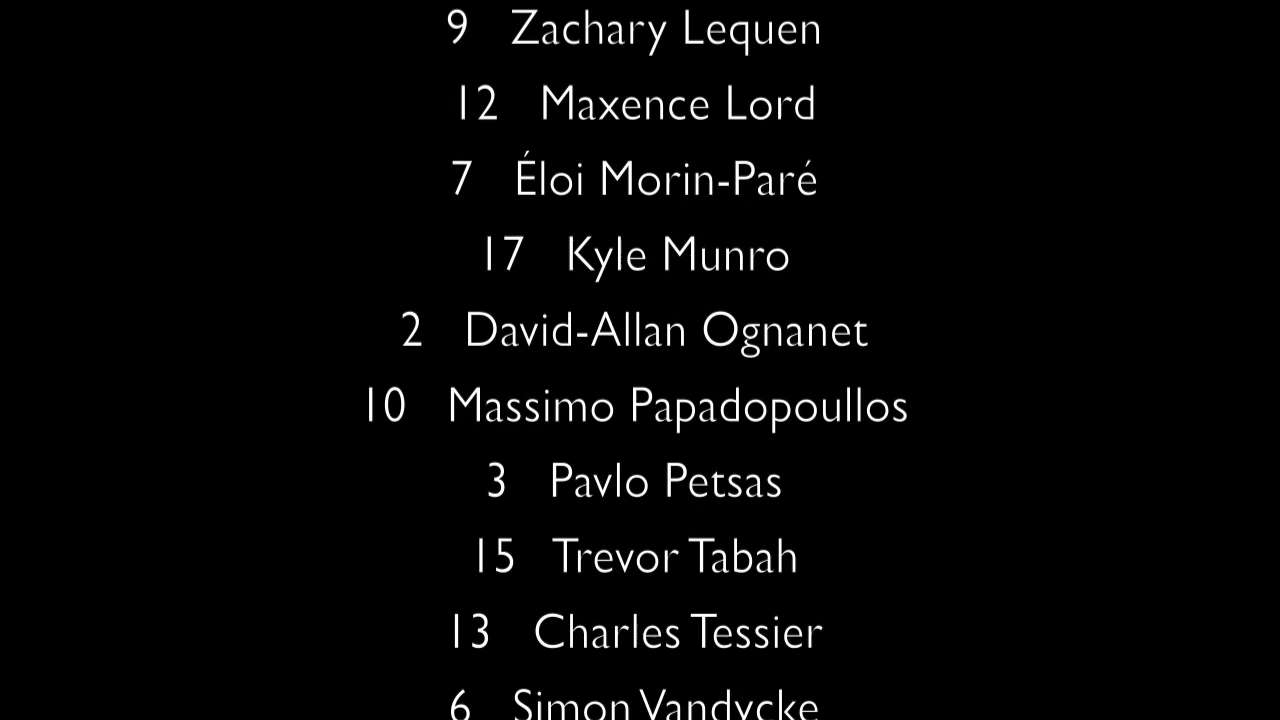 9 Zachary Lequen
12 Maxence Lord
7 Éloi Morin-Paré
17 Kyle Munro
2 David-Allan Ognanet
10 Massimo Papadopoullos
3 Pavlo Petsas
15 Trevor Tabah
13 Charles Tessier
6 Simon Vandycke